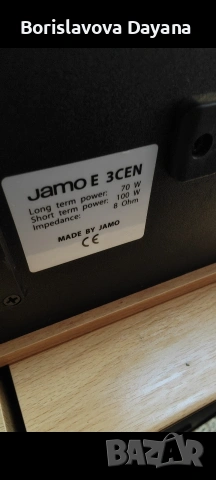 Borislavova Dayana
Jamo E 3CEN
Long term power: 70 W
Short term power: 100 W
Impedance: 8 Ohm
MADE BY JAMO
CE
BAZAR